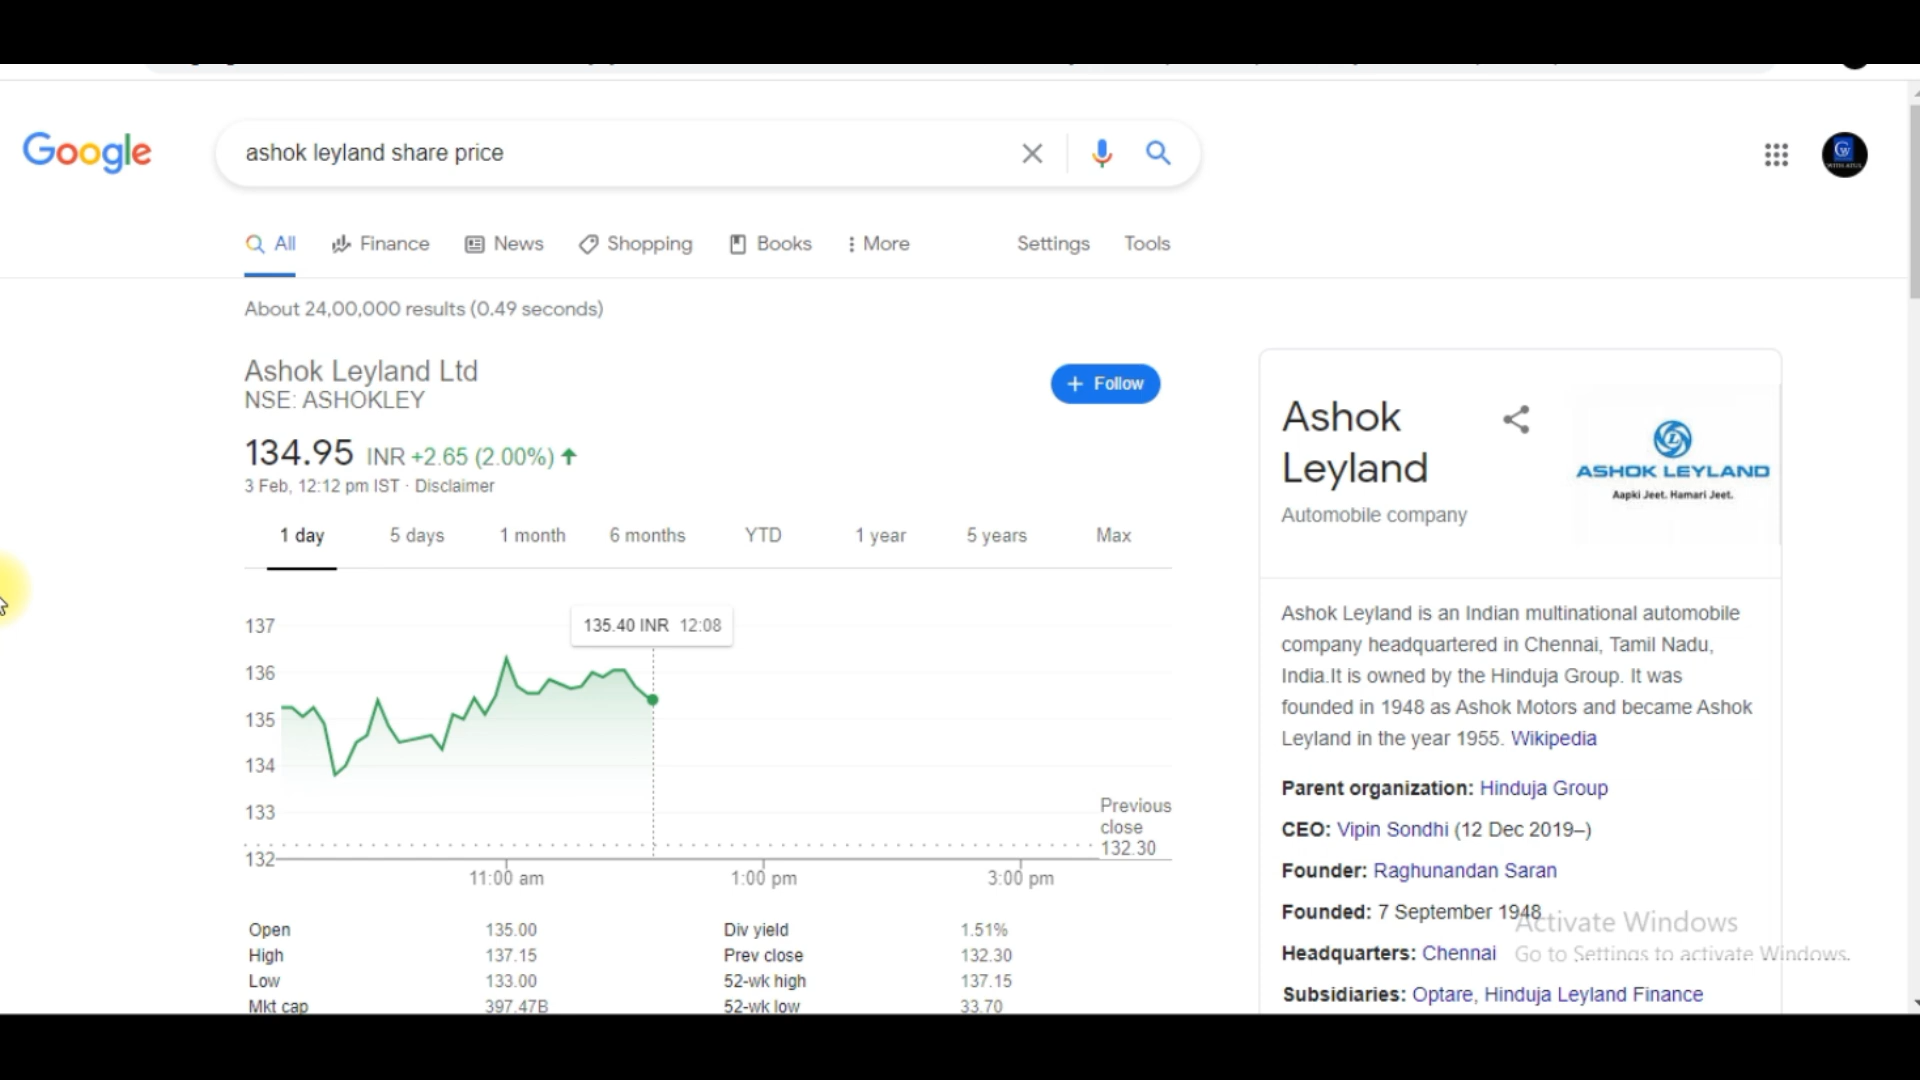 Google
ashok leyland share price
All Finance News Shopping Books More Settings Tools
About 24,00,000 results (0.49 seconds)
Ashok Leyland Ltd
NSE: ASHOKLEY
+ Follow
134.95 INR +2.65 (2.00%)
3 Feb, 12:12 pm IST · Disclaimer
1 day 5 days 1 month 6 months YTD 1 year 5 years Max
135.40 INR 12:08
137
136
135
134
133
132
Previous
close
132.30
11:00 am 1:00 pm 3:00 pm
Open 135.00 Div yield 1.51%
High 137.15 Prev close 132.30
Low 133.00 52-wk high 137.15
Mkt cap 397.47B 52-wk low 33.70
Ashok
Leyland
Automobile company
ASHOK LEYLAND
Aapki Jeet. Hamari Jeet.
Ashok Leyland is an Indian multinational automobile
company headquartered in Chennai, Tamil Nadu,
India.It is owned by the Hinduja Group. It was
founded in 1948 as Ashok Motors and became Ashok
Leyland in the year 1955. Wikipedia
Parent organization: Hinduja Group
CEO: Vipin Sondhi (12 Dec 2019–)
Founder: Raghunandan Saran
Founded: 7 September 1948
Headquarters: Chennai
Subsidiaries: Optare, Hinduja Leyland Finance
Activate Windows
Go to Settings to activate Windows.